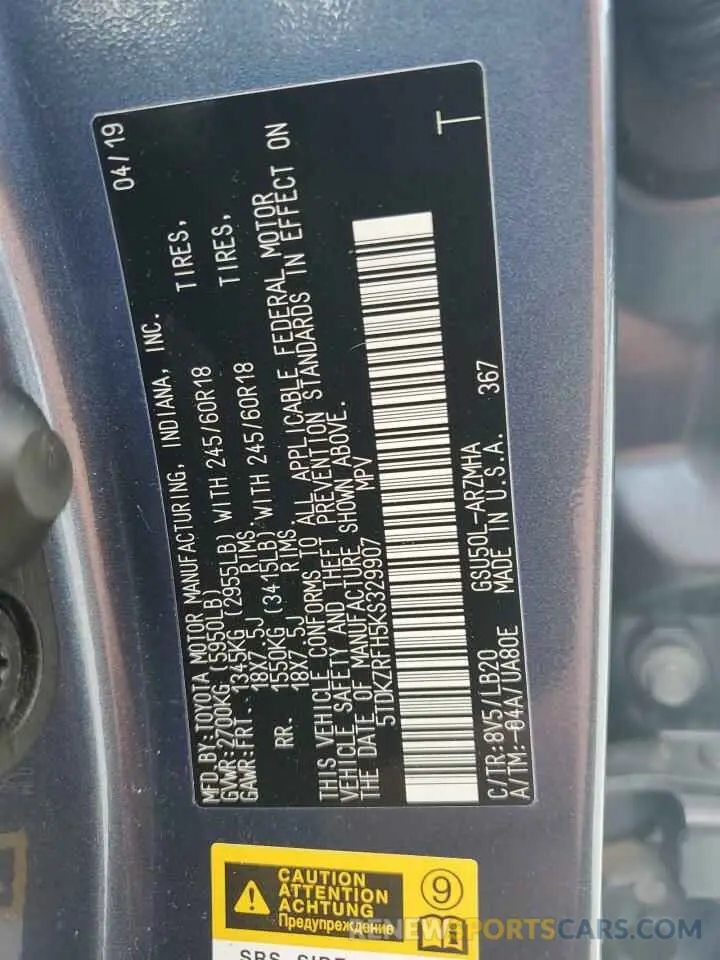 MFD.BY:TOYOTA MOTOR MANUFACTURING, INDIANA, INC. 04/19
GVWR:2700KG (5950LB)
GAWR:FRT. 1345KG (2955LB) WITH 245/60R18 TIRES,
18X7.5J RIMS,
RR. 1550KG (3415LB) WITH 245/60R18 TIRES,
18X7.5J RIMS.
THIS VEHICLE CONFORMS TO ALL APPLICABLE FEDERAL MOTOR
VEHICLE SAFETY AND THEFT PREVENTION STANDARDS IN EFFECT ON
THE DATE OF MANUFACTURE SHOWN ABOVE.
5TDKZRFH5KS329907 MPV
T
C/TR:8V5/LB20 GSU50L-ARZMHA
A/TM:-04A/UA80E MADE IN U.S.A. 367
CAUTION
ATTENTION
ACHTUNG
Предупреждение
9
RENEWSPORTSCARS.COM